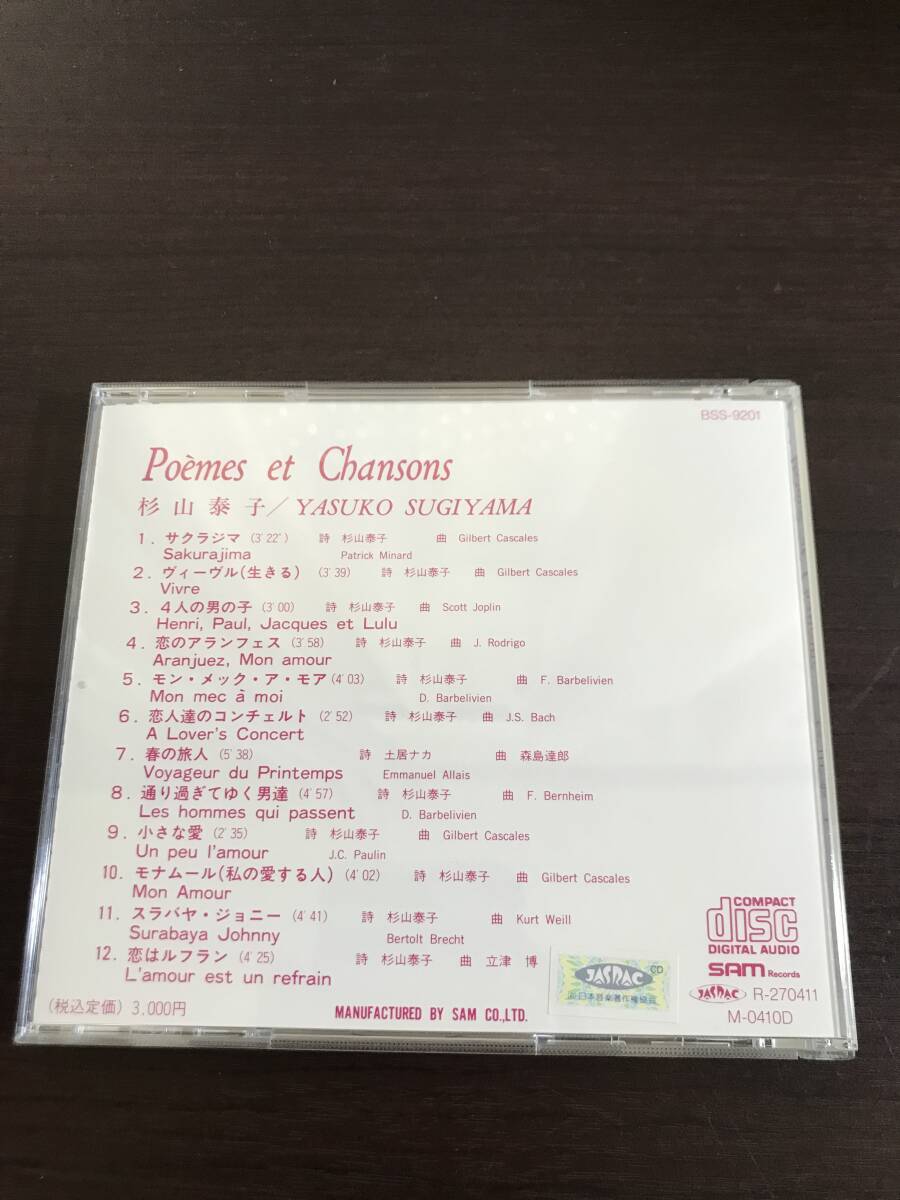 BSS-9201
Poèmes et Chansons
杉山泰子／YASUKO SUGIYAMA
1. サクラジマ (3'22") 詩 杉山泰子 曲 Gilbert Cascales
Sakurajima Patrick Minard
2. ヴィーヴル(生きる) (3'39) 詩 杉山泰子 曲 Gilbert Cascales
Vivre
3. 4人の男の子 (3'00) 詩 杉山泰子 曲 Scott Joplin
Henri, Paul, Jacques et Lulu
4. 恋のアランフェス (3'58) 詩 杉山泰子 曲 J. Rodrigo
Aranjuez, Mon amour
5. モン・メック・ア・モア (4'03) 詩 杉山泰子 曲 F. Barbelivien
Mon mec à moi D. Barbelivien
6. 恋人達のコンチェルト (2'52) 詩 杉山泰子 曲 J.S. Bach
A Lover's Concert
7. 春の旅人 (5'38) 詩 土居ナカ 曲 森島達郎
Voyageur du Printemps Emmanuel Allais
8. 通り過ぎてゆく男達 (4'57) 詩 杉山泰子 曲 F. Bernheim
Les hommes qui passent D. Barbelivien
9. 小さな愛 (2'35) 詩 杉山泰子 曲 Gilbert Cascales
Un peu l'amour J.C. Paulin
10. モナムール(私の愛する人) (4'02) 詩 杉山泰子 曲 Gilbert Cascales
Mon Amour
11. スラバヤ・ジョニー (4'41) 詩 杉山泰子 曲 Kurt Weill
Surabaya Johnny Bertolt Brecht
12. 恋はルフラン (4'25) 詩 杉山泰子 曲 立津 博
L'amour est un refrain
COMPACT
disc
DIGITAL AUDIO
SAM Records
JASRAC CD
日本音楽著作権協会
JASRAC R-270411
M-0410D
(税込定価) 3,000円
MANUFACTURED BY SAM CO.,LTD.